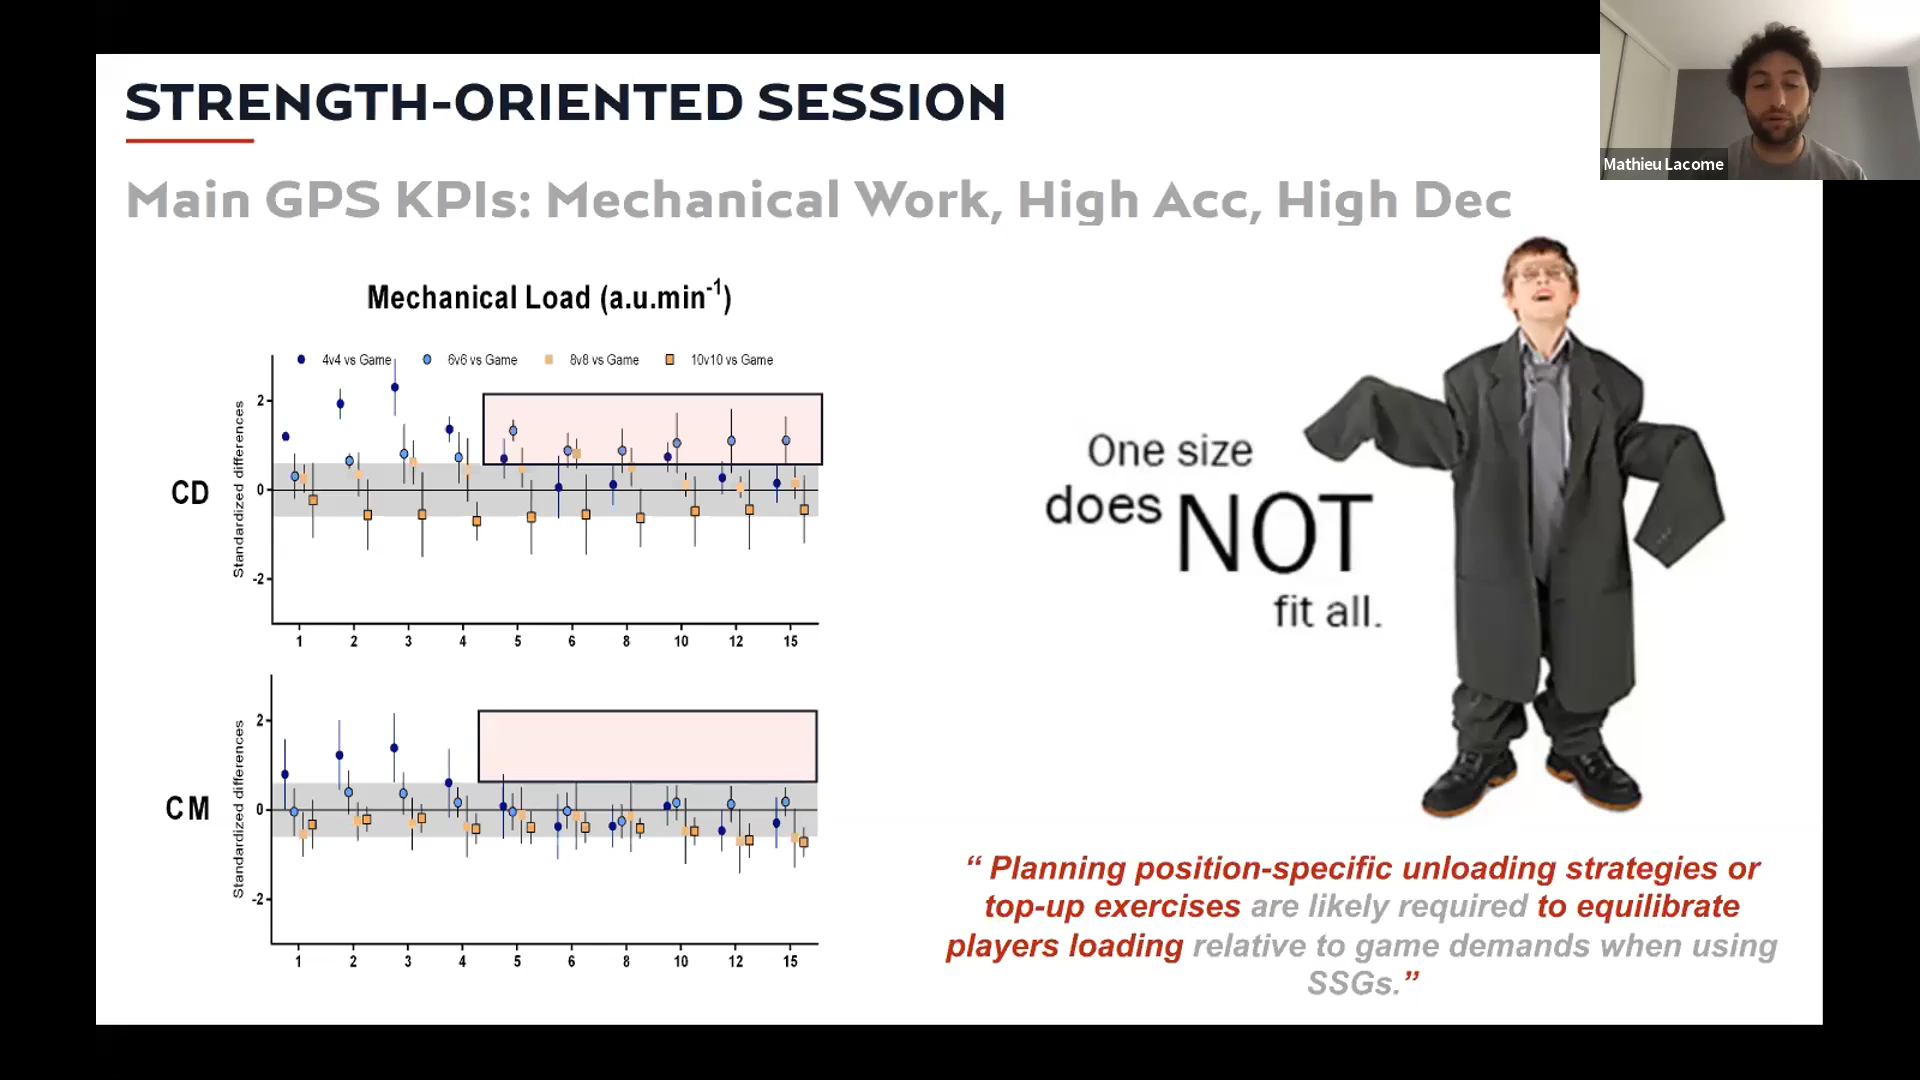 STRENGTH-ORIENTED SESSION
Mathieu Lacome
Main GPS KPIs: Mechanical Work, High Acc, High Dec
Mechanical Load (a.u.min-1)
4v4 vs Game 6v6 vs Game 8v8 vs Game 10v10 vs Game
CD
Standardized differences
2
0
-2
1 2 3 4 5 6 8 10 12 15
CM
Standardized differences
2
0
-2
1 2 3 4 5 6 8 10 12 15
One size
does NOT
fit all.
“ Planning position-specific unloading strategies or
top-up exercises are likely required to equilibrate
players loading relative to game demands when using
SSGs.”